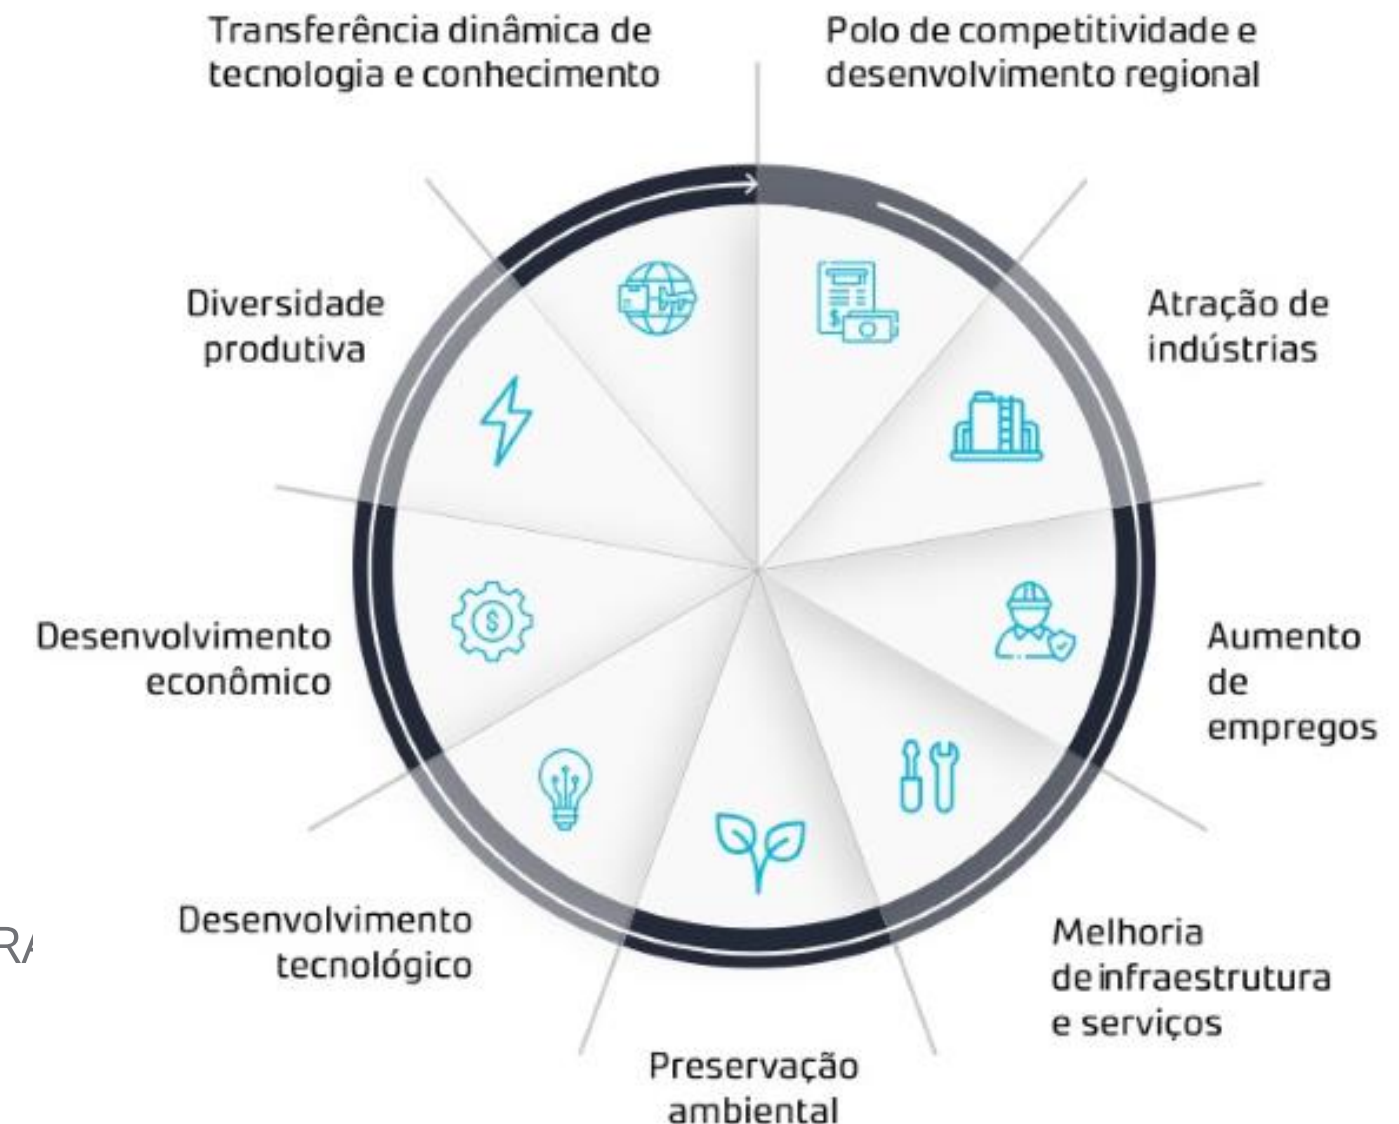 Transferência dinâmica de
tecnologia e conhecimento
Polo de competitividade e
desenvolvimento regional
Atração de
indústrias
Aumento
de
empregos
Melhoria
de infraestrutura
e serviços
Preservação
ambiental
Desenvolvimento
tecnológico
Desenvolvimento
econômico
Diversidade
produtiva
$
$